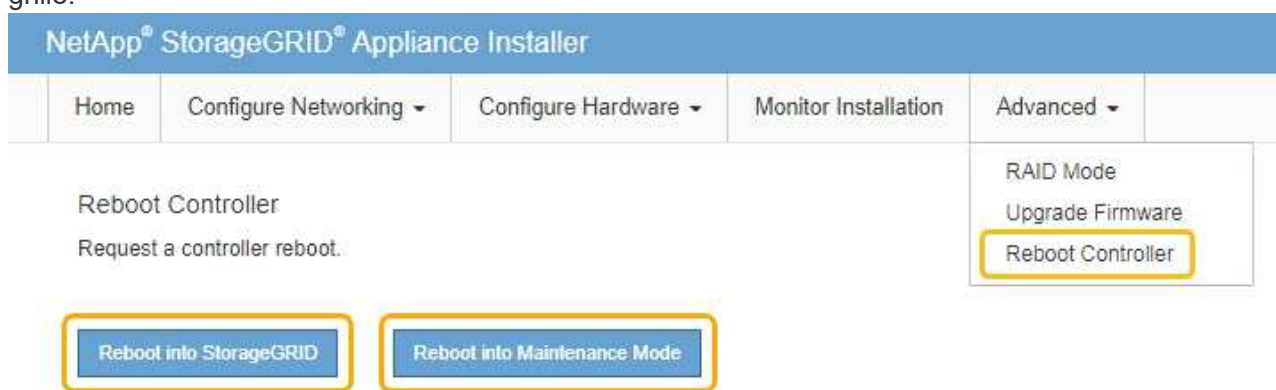 grille.
NetApp® StorageGRID® Appliance Installer
Home Configure Networking Configure Hardware Monitor Installation Advanced
RAID Mode
Upgrade Firmware
Reboot Controller
Reboot Controller
Request a controller reboot.
Reboot into StorageGRID Reboot into Maintenance Mode